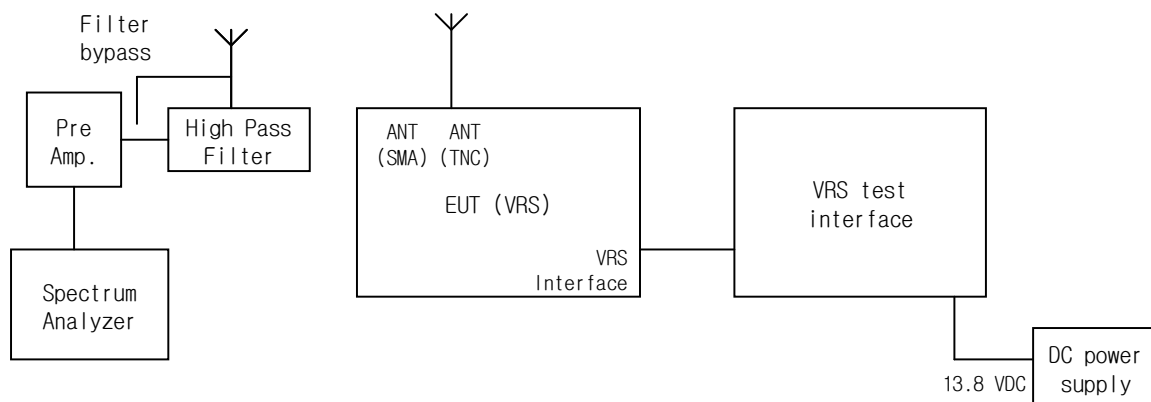 Filter
bypass
Pre
Amp.
High Pass
Filter
Spectrum
Analyzer
ANT ANT
(SMA) (TNC)
EUT (VRS)
VRS
Interface
VRS test
interface
13.8 VDC
DC power
supply